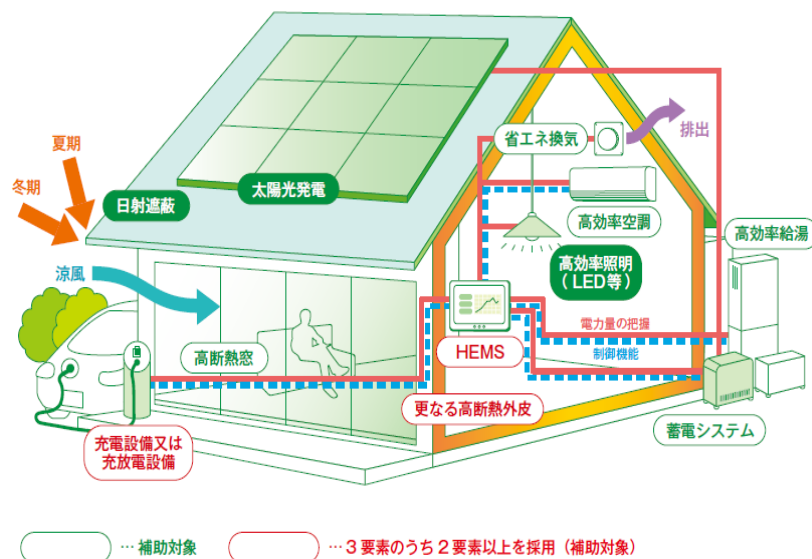 夏期
冬期
日射遮蔽
太陽光発電
省エネ換気
排出
高効率空調
高効率給湯
高効率照明
(LED等)
涼風
高断熱窓
HEMS
電力量の把握
制御機能
更なる高断熱外皮
充電設備又は
充放電設備
蓄電システム
…補助対象
…3要素のうち2要素以上を採用(補助対象)